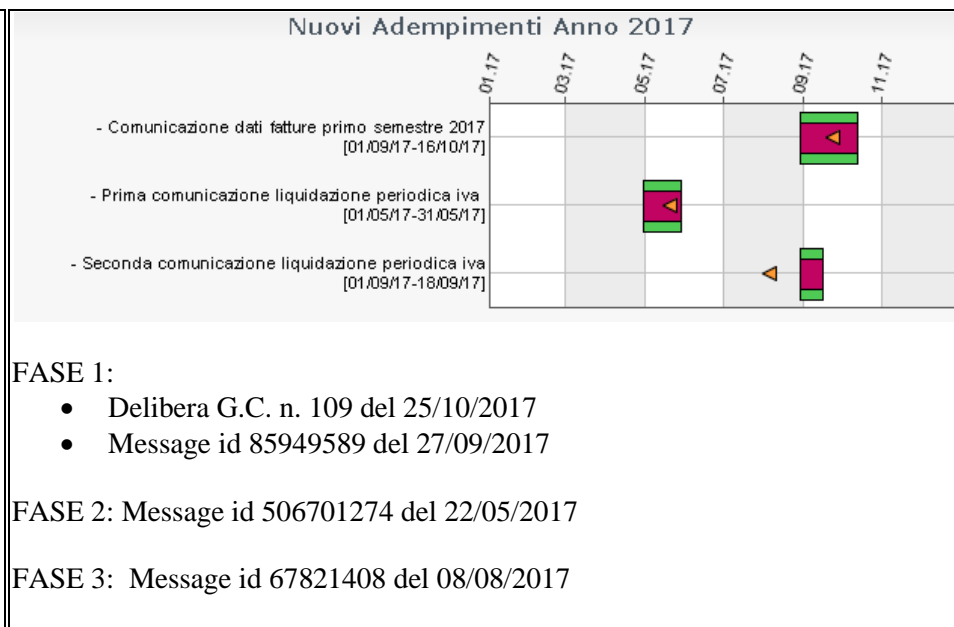 Nuovi Adempimenti Anno 2017
01.17
03.17
05.17
07.17
09.17
11.17
- Comunicazione dati fatture primo semestre 2017
[01/09/17-16/10/17]
- Prima comunicazione liquidazione periodica iva
[01/05/17-31/05/17]
- Seconda comunicazione liquidazione periodica iva
[01/09/17-18/09/17]
FASE 1:
• Delibera G.C. n. 109 del 25/10/2017
• Message id 85949589 del 27/09/2017
FASE 2: Message id 506701274 del 22/05/2017
FASE 3: Message id 67821408 del 08/08/2017